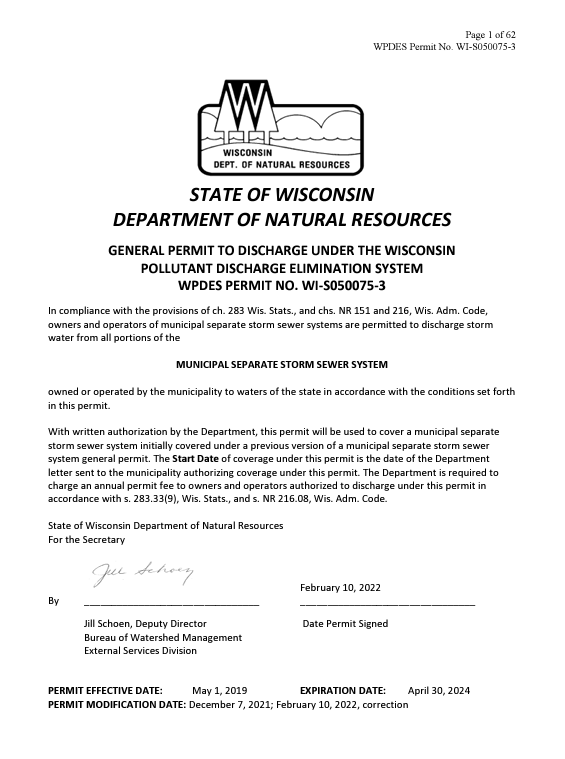 Page 1 of 62
WPDES Permit No. WI-S050075-3
WISCONSIN
DEPT. OF NATURAL RESOURCES
STATE OF WISCONSIN
DEPARTMENT OF NATURAL RESOURCES
GENERAL PERMIT TO DISCHARGE UNDER THE WISCONSIN
POLLUTANT DISCHARGE ELIMINATION SYSTEM
WPDES PERMIT NO. WI-S050075-3
In compliance with the provisions of ch. 283 Wis. Stats., and chs. NR 151 and 216, Wis. Adm. Code,
owners and operators of municipal separate storm sewer systems are permitted to discharge storm
water from all portions of the
MUNICIPAL SEPARATE STORM SEWER SYSTEM
owned or operated by the municipality to waters of the state in accordance with the conditions set forth
in this permit.
With written authorization by the Department, this permit will be used to cover a municipal separate
storm sewer system initially covered under a previous version of a municipal separate storm sewer
system general permit. The Start Date of coverage under this permit is the date of the Department
letter sent to the municipality authorizing coverage under this permit. The Department is required to
charge an annual permit fee to owners and operators authorized to discharge under this permit in
accordance with s. 283.33(9), Wis. Stats., and s. NR 216.08, Wis. Adm. Code.
State of Wisconsin Department of Natural Resources
For the Secretary
Jill Schoen
February 10, 2022
By ________________________________ ________________________________
Jill Schoen, Deputy Director Date Permit Signed
Bureau of Watershed Management
External Services Division
PERMIT EFFECTIVE DATE: May 1, 2019 EXPIRATION DATE: April 30, 2024
PERMIT MODIFICATION DATE: December 7, 2021; February 10, 2022, correction